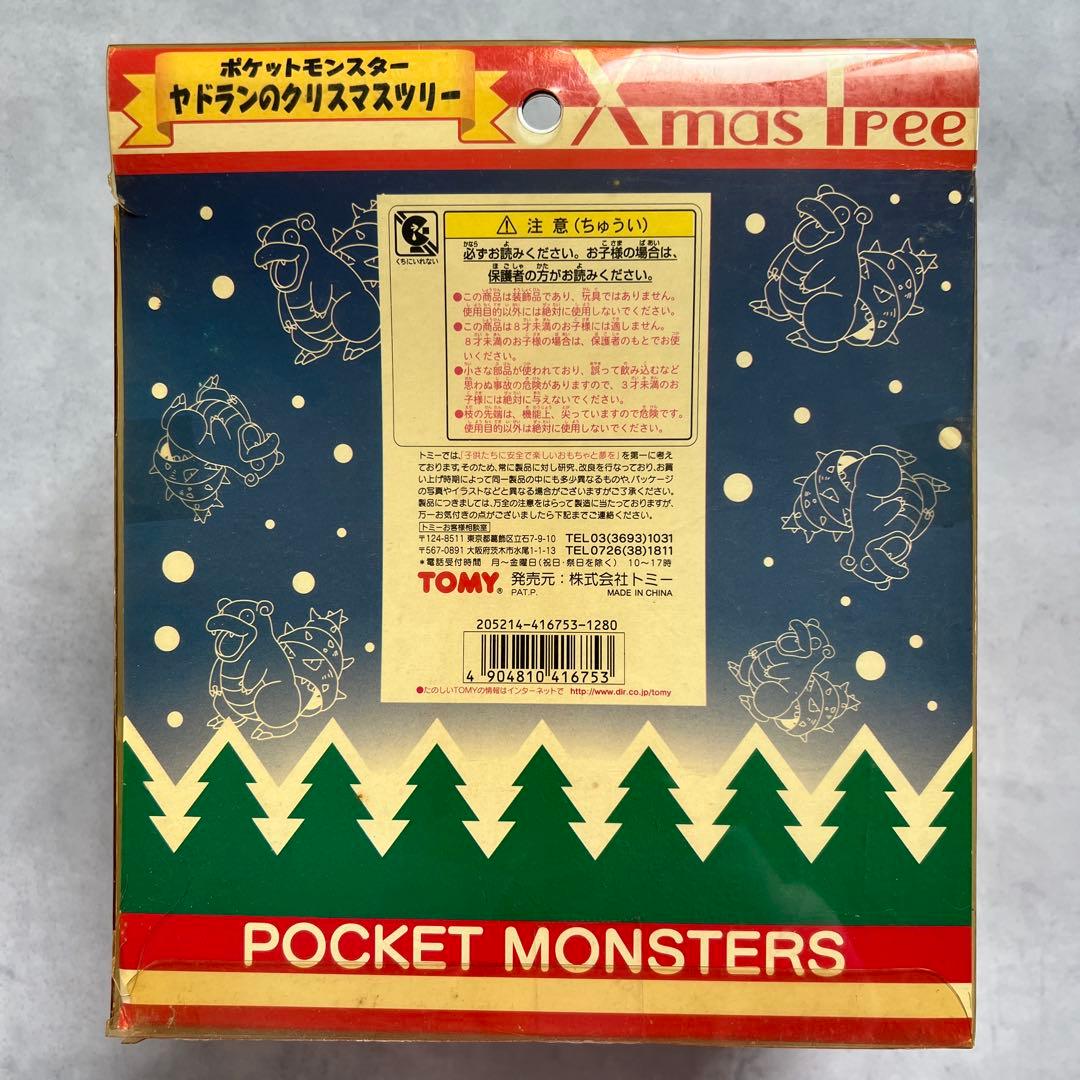 ポケットモンスター
ヤドランのクリスマスツリー
X'mas Tree
くちにいれない
注意(ちゅうい)
必ずお読みください。お子様の場合は、
保護者の方がお読みください。
●この商品は装飾品であり、玩具ではありません。
使用目的以外には絶対に使用しないでください。
●この商品は8才未満のお子様には適しません。
8才未満のお子様の場合は、保護者のもとでお使
いください。
●小さな部品が使われており、誤って飲み込むなど
思わぬ事故の危険がありますので、3才未満のお
子様には絶対に与えないでください。
●枝の先端は、機能上、尖っていますので危険です。
使用目的以外は絶対に使用しないでください。
トミーでは、「子供たちに安全で楽しいおもちゃと夢を」を第一に考え
ております。そのため、常に製品に対し研究、改良を行なっており、お買
い上げ時期によって同一製品の中にも多少異なるものや、パッケージ
の写真やイラストなどと異なる場合がございますがご了承ください。
製品につきましては、万全の注意をはらって製造に当たっておりますが、
万一お気付きの点がございましたら下記までご連絡ください。
トミーお客様相談室
〒124-8511 東京都葛飾区立石7-9-10 TEL03(3693)1031
〒567-0891 大阪府茨木市水尾1-1-13 TEL0726(38)1811
*電話受付時間 月〜金曜日(祝日・祭日を除く) 10〜17時
TOMY® 発売元:株式会社トミー
PAT.P. MADE IN CHINA
205214-416753-1280
4 904810 416753
●たのしいTOMYの情報はインターネットで http://www.dir.co.jp/tomy
POCKET MONSTERS